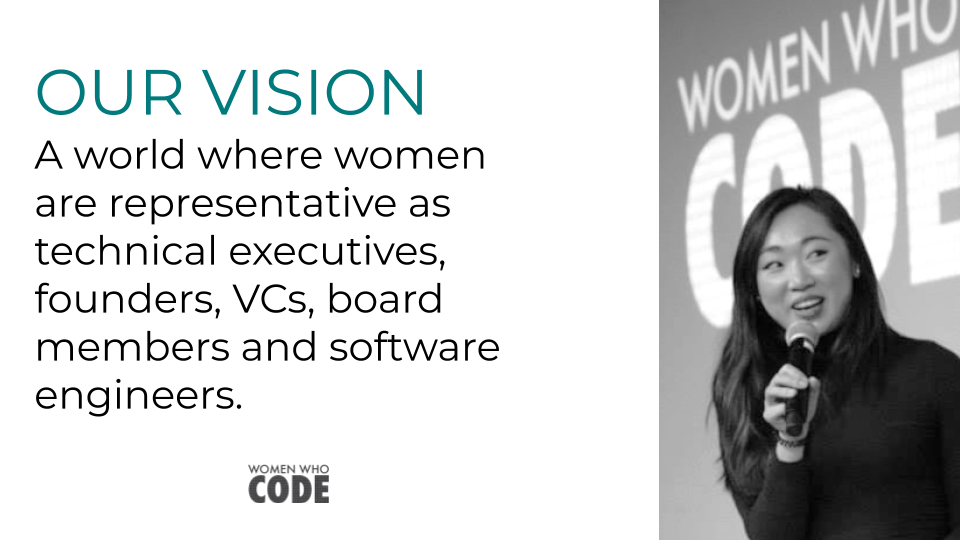 OUR VISION
A world where women
are representative as
technical executives,
founders, VCs, board
members and software
engineers.
WOMEN WHO
CODE
WOMEN WHO
CODE